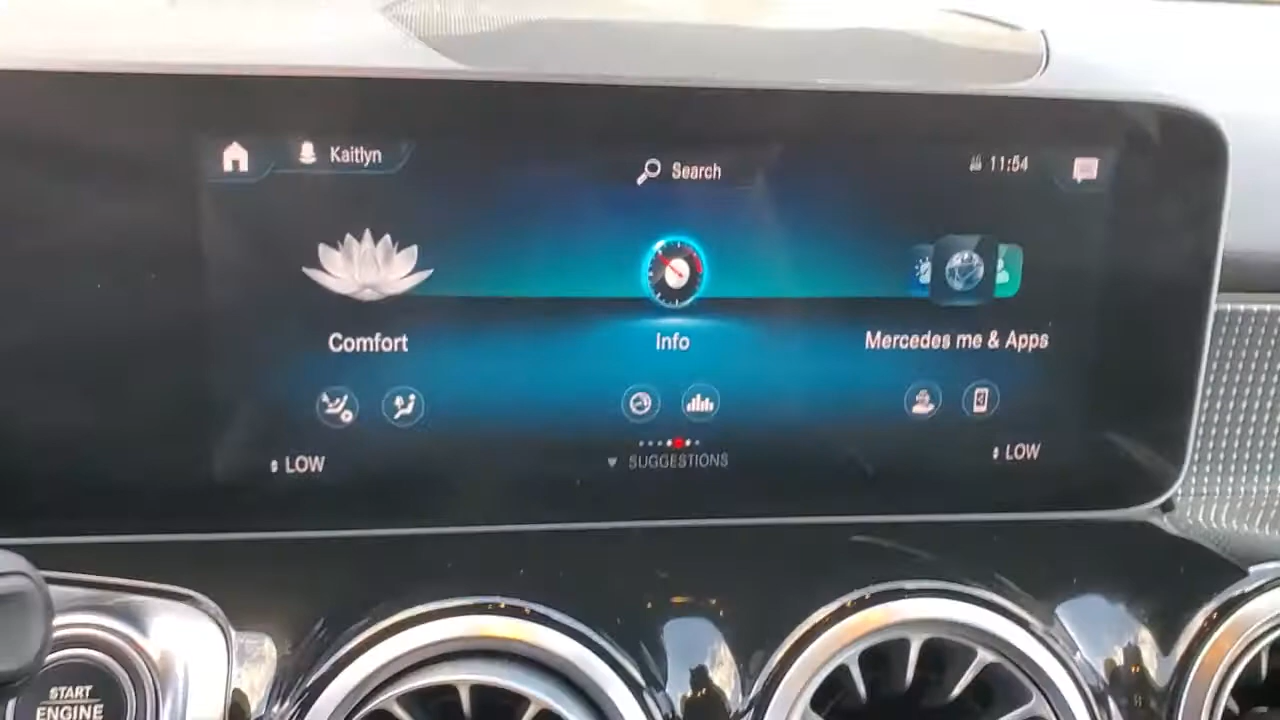 Kaitlyn
Search
11:54
Comfort
Info
Mercedes me & Apps
LOW
SUGGESTIONS
LOW
START
ENGINE